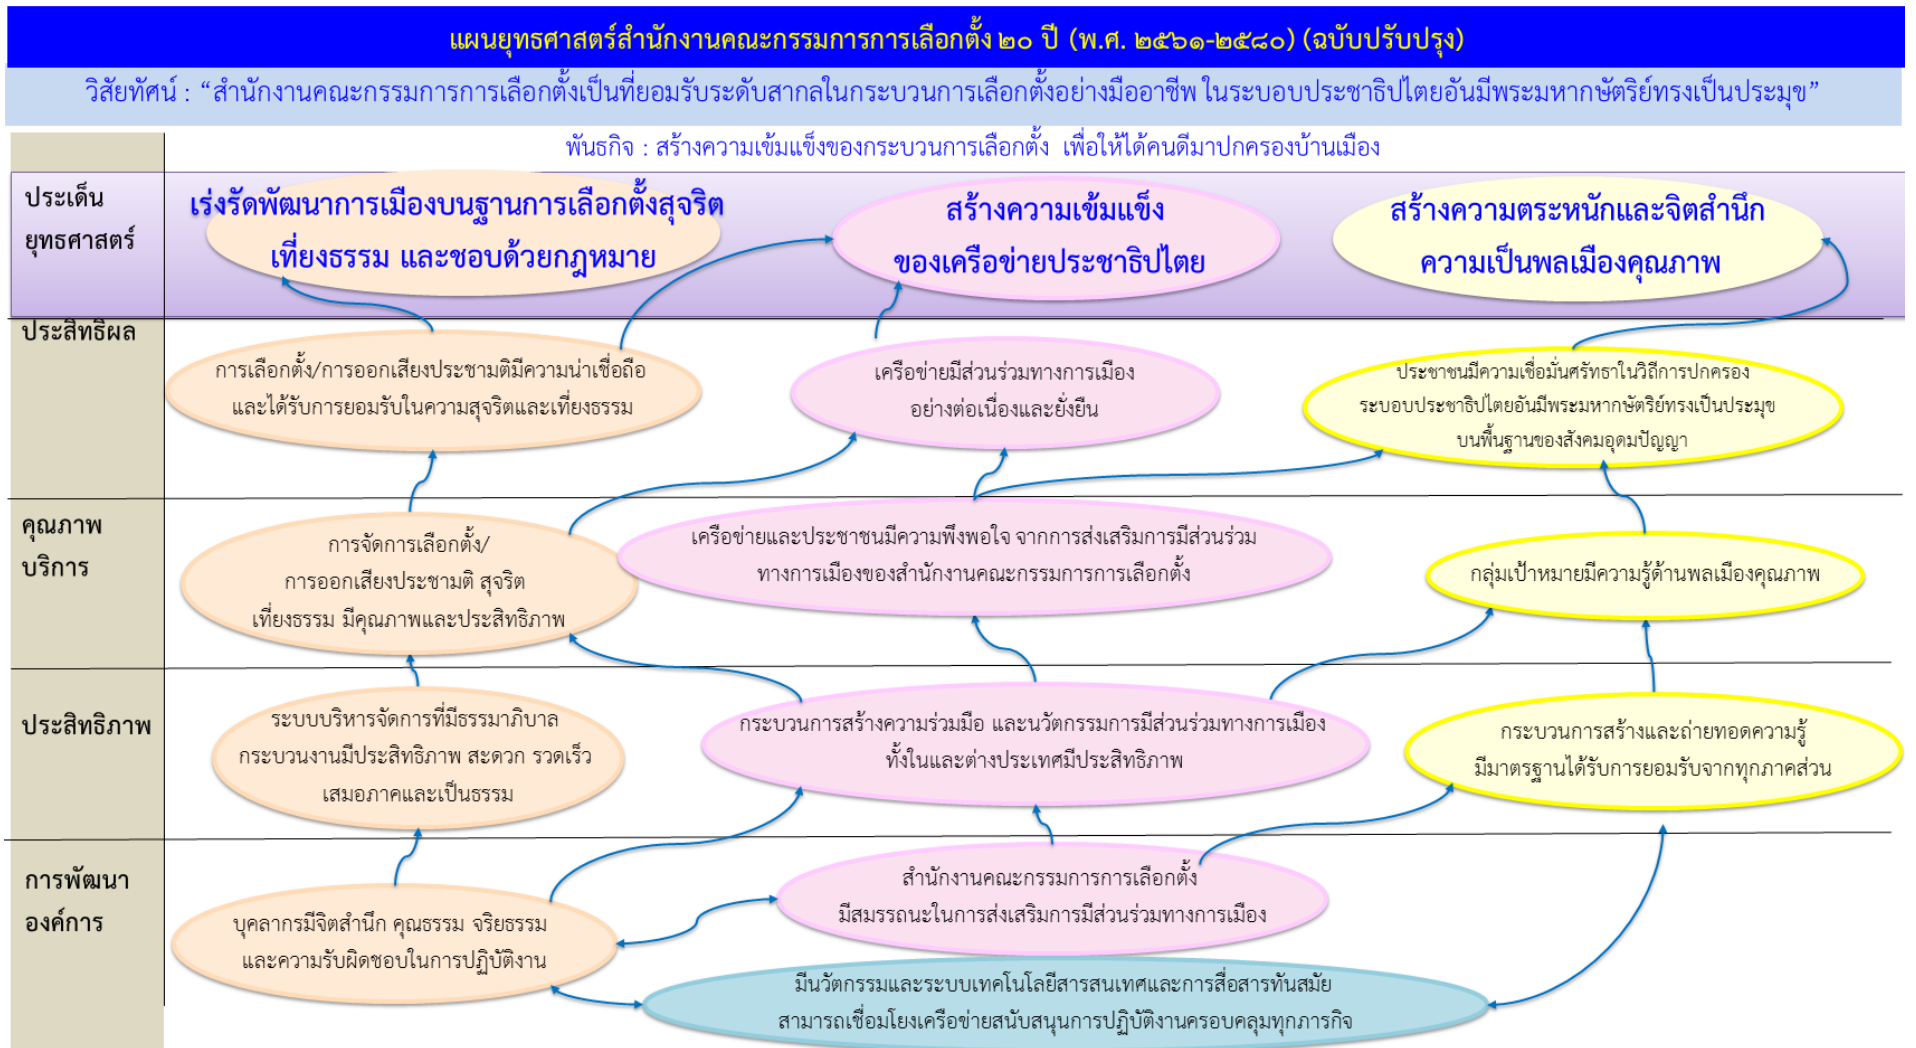 แผนยุทธศาสตร์สำนักงานคณะกรรมการการเลือกตั้ง ๒๐ ปี (พ.ศ. ๒๕๖๑-๒๕๘๐) (ฉบับปรับปรุง)
วิสัยทัศน์ : “สำนักงานคณะกรรมการการเลือกตั้งเป็นที่ยอมรับระดับสากลในกระบวนการเลือกตั้งอย่างมืออาชีพ ในระบอบประชาธิปไตยอันมีพระมหากษัตริย์ทรงเป็นประมุข”
พันธกิจ : สร้างความเข้มแข็งของกระบวนการเลือกตั้ง เพื่อให้ได้คนดีมาปกครองบ้านเมือง
ประเด็น
ยุทธศาสตร์
เร่งรัดพัฒนาการเมืองบนฐานการเลือกตั้งสุจริต
เที่ยงธรรม และชอบด้วยกฎหมาย
สร้างความเข้มแข็ง
ของเครือข่ายประชาธิปไตย
สร้างความตระหนักและจิตสำนึก
ความเป็นพลเมืองคุณภาพ
ประสิทธิผล
การเลือกตั้ง/การออกเสียงประชามติมีความน่าเชื่อถือ
และได้รับการยอมรับในความสุจริตและเที่ยงธรรม
เครือข่ายมีส่วนร่วมทางการเมือง
อย่างต่อเนื่องและยั่งยืน
ประชาชนมีความเชื่อมั่นศรัทธาในวิถีการปกครอง
ระบอบประชาธิปไตยอันมีพระมหากษัตริย์ทรงเป็นประมุข
บนพื้นฐานของสังคมอุดมปัญญา
คุณภาพ
บริการ
การจัดการเลือกตั้ง/
การออกเสียงประชามติ สุจริต
เที่ยงธรรม มีคุณภาพและประสิทธิภาพ
เครือข่ายและประชาชนมีความพึงพอใจ จากการส่งเสริมการมีส่วนร่วม
ทางการเมืองของสำนักงานคณะกรรมการการเลือกตั้ง
กลุ่มเป้าหมายมีความรู้ด้านพลเมืองคุณภาพ
ประสิทธิภาพ
ระบบบริหารจัดการที่มีธรรมาภิบาล
กระบวนงานมีประสิทธิภาพ สะดวก รวดเร็ว
เสมอภาคและเป็นธรรม
กระบวนการสร้างความร่วมมือ และนวัตกรรมการมีส่วนร่วมทางการเมือง
ทั้งในและต่างประเทศมีประสิทธิภาพ
กระบวนการสร้างและถ่ายทอดความรู้
มีมาตรฐานได้รับการยอมรับจากทุกภาคส่วน
การพัฒนา
องค์การ
บุคลากรมีจิตสำนึก คุณธรรม จริยธรรม
และความรับผิดชอบในการปฏิบัติงาน
สำนักงานคณะกรรมการการเลือกตั้ง
มีสมรรถนะในการส่งเสริมการมีส่วนร่วมทางการเมือง
มีนวัตกรรมและระบบเทคโนโลยีสารสนเทศและการสื่อสารทันสมัย
สามารถเชื่อมโยงเครือข่ายสนับสนุนการปฏิบัติงานครอบคลุมทุกภารกิจ